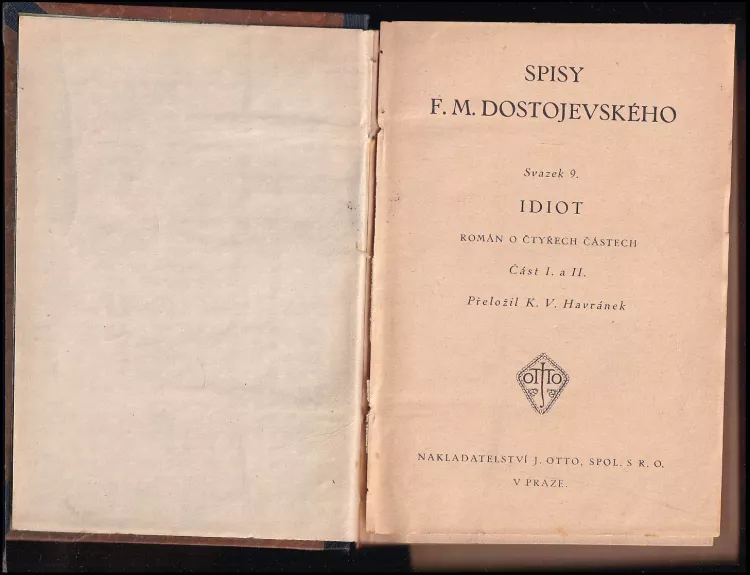 SPISY
F. M. DOSTOJEVSKÉHO
Svazek 9.
IDIOT
ROMÁN O ČTYŘECH ČÁSTECH
Část I. a II.
Přeložil K. V. Havránek
OTTO
NAKLADATELSTVÍ J. OTTO, SPOL. S R. O.
V PRAZE.